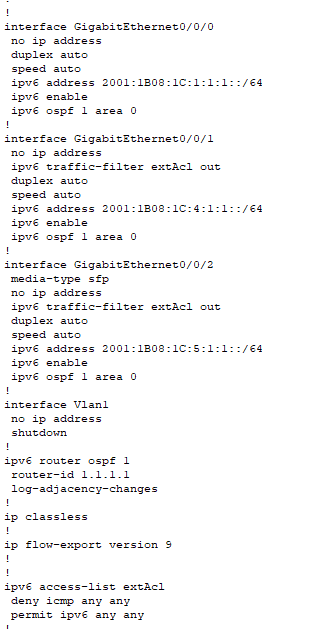 !
interface GigabitEthernet0/0/0
 no ip address
 duplex auto
 speed auto
 ipv6 address 2001:1B08:1C:1:1:1::/64
 ipv6 enable
 ipv6 ospf 1 area 0
!
interface GigabitEthernet0/0/1
 no ip address
 ipv6 traffic-filter extAcl out
 duplex auto
 speed auto
 ipv6 address 2001:1B08:1C:4:1:1::/64
 ipv6 enable
 ipv6 ospf 1 area 0
!
interface GigabitEthernet0/0/2
 media-type sfp
 no ip address
 ipv6 traffic-filter extAcl out
 duplex auto
 speed auto
 ipv6 address 2001:1B08:1C:5:1:1::/64
 ipv6 enable
 ipv6 ospf 1 area 0
!
interface Vlan1
 no ip address
 shutdown
!
ipv6 router ospf 1
 router-id 1.1.1.1
 log-adjacency-changes
!
ip classless
!
ip flow-export version 9
!
!
ipv6 access-list extAcl
 deny icmp any any
 permit ipv6 any any
!